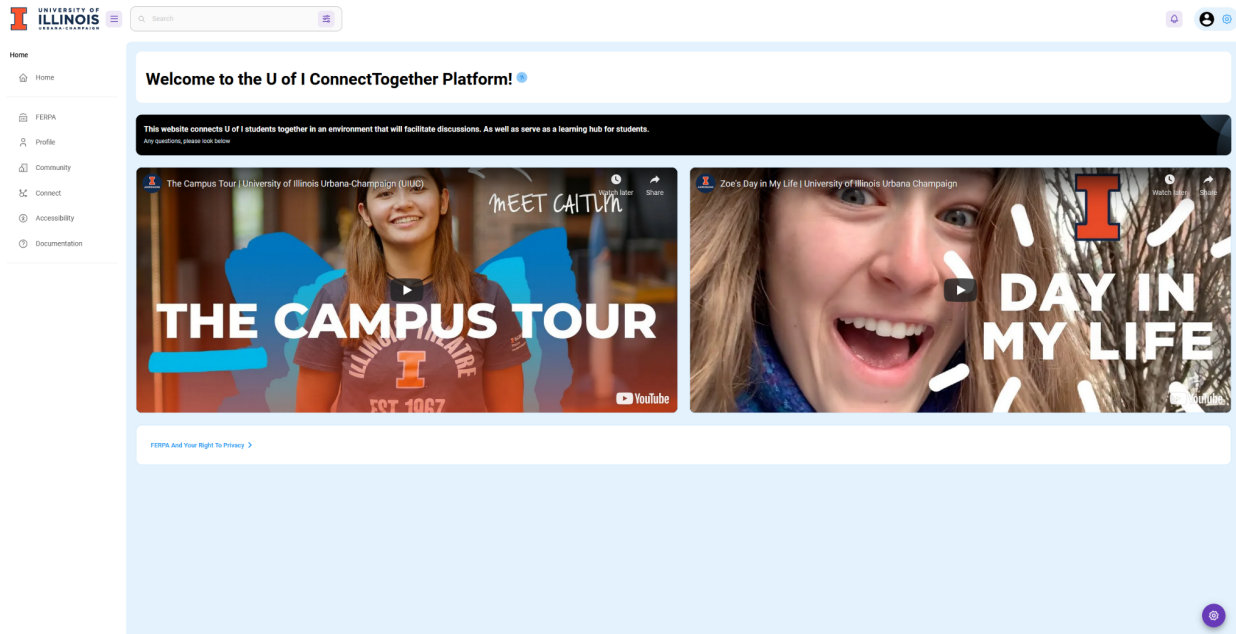 UNIVERSITY OF
ILLINOIS
URBANA-CHAMPAIGN
Search
Home
Home
FERPA
Profile
Community
Connect
Accessibility
Documentation
Welcome to the U of I ConnectTogether Platform!
This website connects U of I students together in an environment that will facilitate discussions. As well as serve as a learning hub for students.
Any questions, please look below
The Campus Tour | University of Illinois Urbana-Champaign (UIUC)
Watch later
Share
MEET CAITLYN
THE CAMPUS TOUR
ILLINOIS THEATRE
I
EST 1967
YouTube
Zoe's Day in My Life | University of Illinois Urbana Champaign
Watch later
Share
I
DAY IN
MY LIFE
YouTube
FERPA And Your Right To Privacy